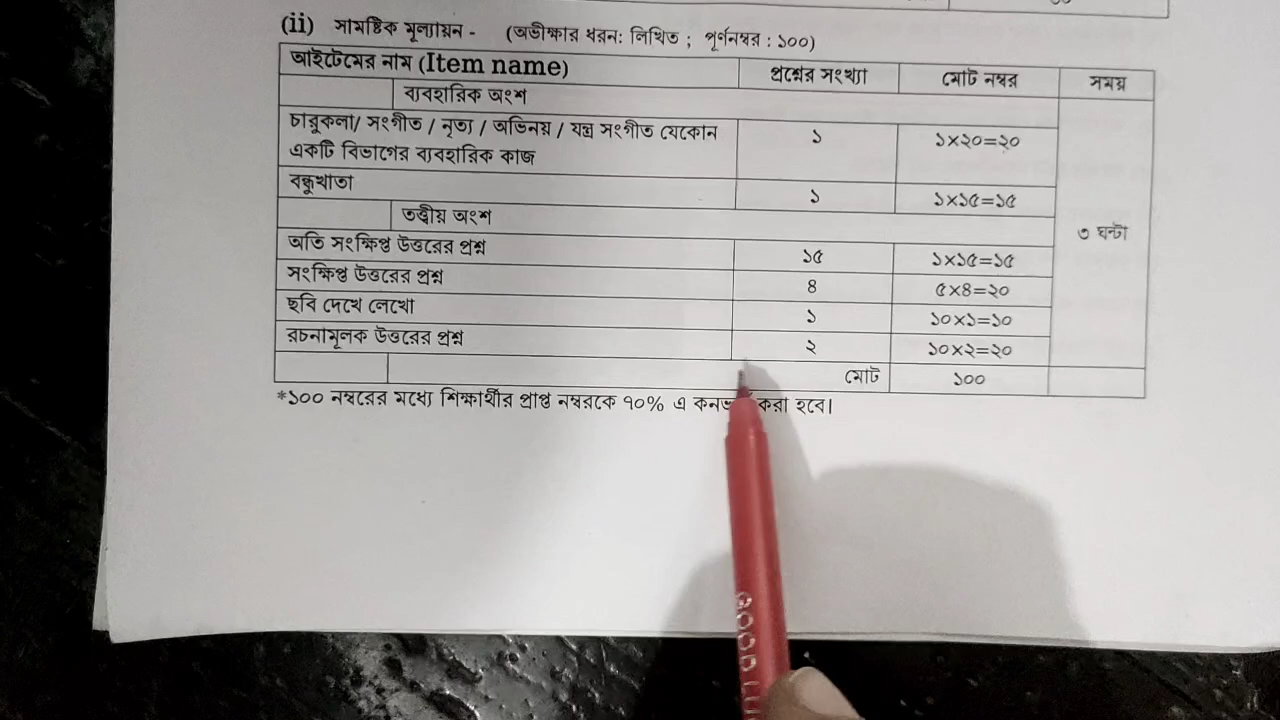 (ii) সামষ্টিক মূল্যায়ন - (অভীক্ষার ধরন: লিখিত ; পূর্ণনম্বর : ১০০)
আইটেমের নাম (Item name) প্রশ্নের সংখ্যা মোট নম্বর সময়
ব্যবহারিক অংশ
চারুকলা/ সংগীত / নৃত্য / অভিনয় / যন্ত্র সংগীত যেকোন ১ ১×২০=২০
একটি বিভাগের ব্যবহারিক কাজ
বন্ধুখাতা ১ ১×১৫=১৫
তত্ত্বীয় অংশ
৩ ঘন্টা
অতি সংক্ষিপ্ত উত্তরের প্রশ্ন ১৫ ১×১৫=১৫
সংক্ষিপ্ত উত্তরের প্রশ্ন ৪ ৫×৪=২০
ছবি দেখে লেখো ১ ১০×১=১০
রচনামূলক উত্তরের প্রশ্ন ২ ১০×২=২০
মোট ১০০
*১০০ নম্বরের মধ্যে শিক্ষার্থীর প্রাপ্ত নম্বরকে ৭০% এ করা হবে।
GOOD